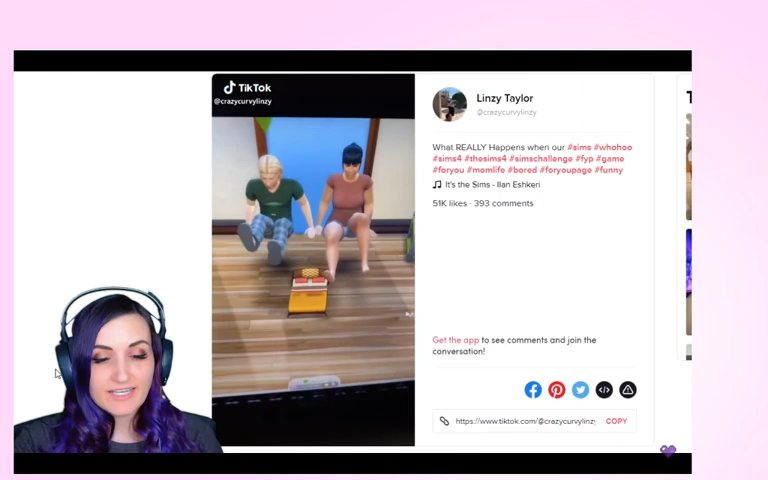 TikTok
@crazycurvylinzy
Linzy Taylor
@crazycurvylinzy
What REALLY Happens when our #sims #whohoo
#sims4 #thesims4 #simschallenge #fyp #game
#foryou #momlife #bored #foryoupage #funny
It's the Sims - Ilan Eshkeri
51K likes · 393 comments
Get the app to see comments and join the
conversation!
https://www.tiktok.com/@crazycurvylinzy
COPY